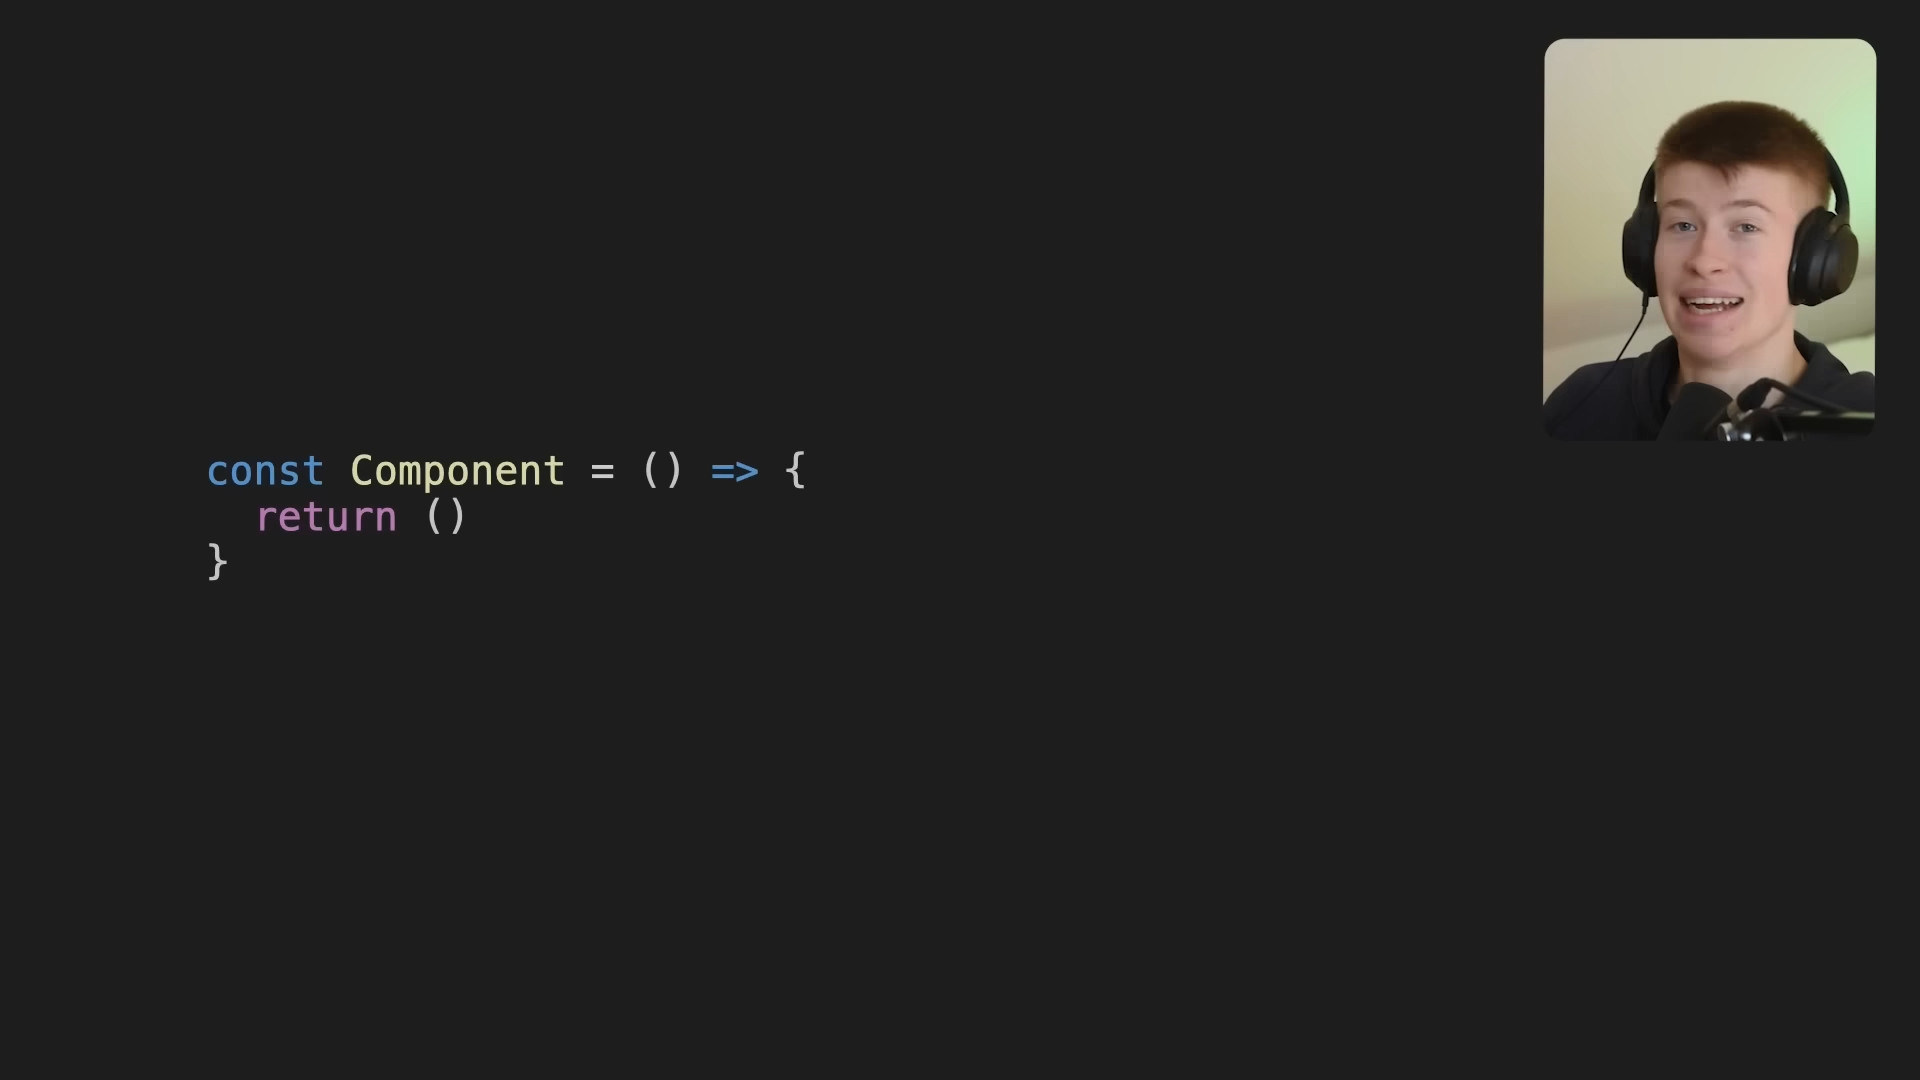 const Component = () => {
  return ()
}